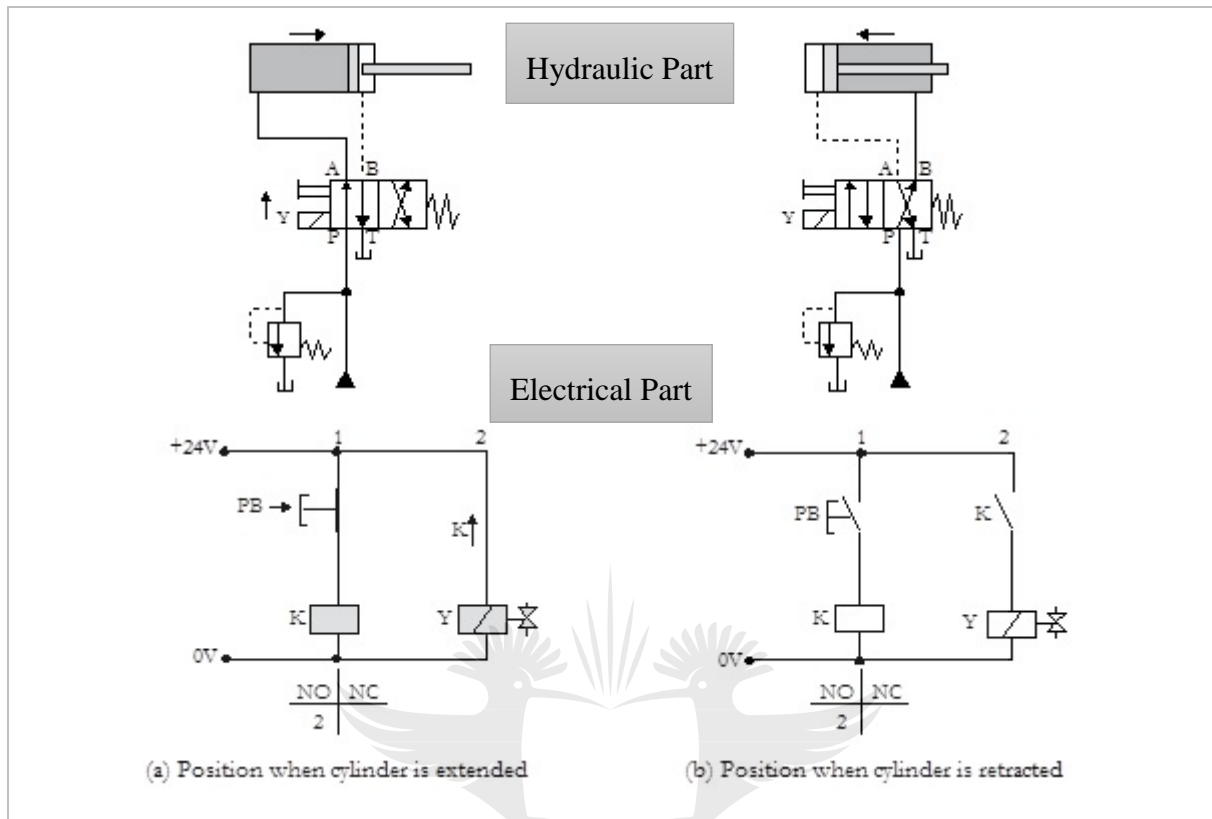 Hydraulic Part
A B
Y
P T
A B
Y
P T
Electrical Part
1 2
+24V
PB
K
K Y
0V
NO NC
2
1 2
+24V
PB K
K Y
0V
NO NC
2
(a) Position when cylinder is extended
(b) Position when cylinder is retracted